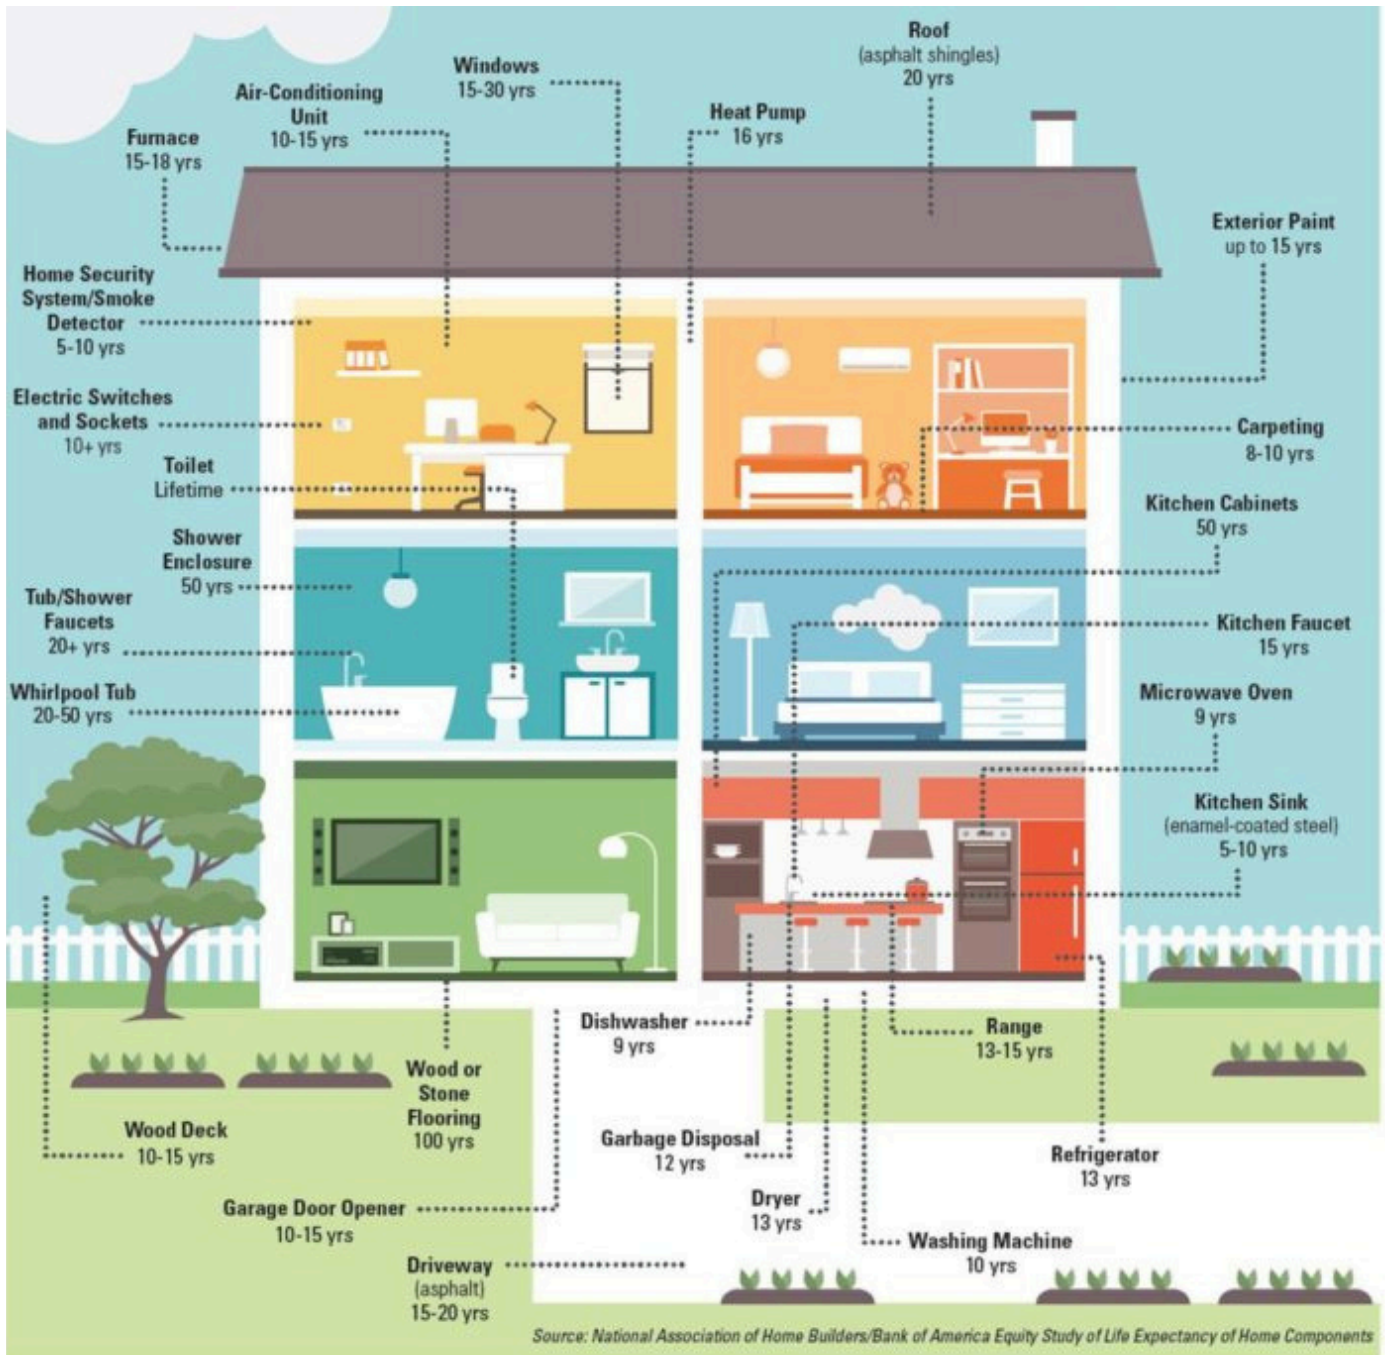 Roof
(asphalt shingles)
20 yrs
Windows
15-30 yrs
Air-Conditioning
Unit
10-15 yrs
Heat Pump
16 yrs
Furnace
15-18 yrs
Exterior Paint
up to 15 yrs
Home Security
System/Smoke
Detector
5-10 yrs
Electric Switches
and Sockets
10+ yrs
Carpeting
8-10 yrs
Toilet
Lifetime
Kitchen Cabinets
50 yrs
Shower
Enclosure
50 yrs
Tub/Shower
Faucets
20+ yrs
Kitchen Faucet
15 yrs
Whirlpool Tub
20-50 yrs
Microwave Oven
9 yrs
Kitchen Sink
(enamel-coated steel)
5-10 yrs
Dishwasher
9 yrs
Range
13-15 yrs
Wood or
Stone
Flooring
100 yrs
Wood Deck
10-15 yrs
Garbage Disposal
12 yrs
Refrigerator
13 yrs
Garage Door Opener
10-15 yrs
Dryer
13 yrs
Washing Machine
10 yrs
Driveway
(asphalt)
15-20 yrs
Source: National Association of Home Builders/Bank of America Equity Study of Life Expectancy of Home Components